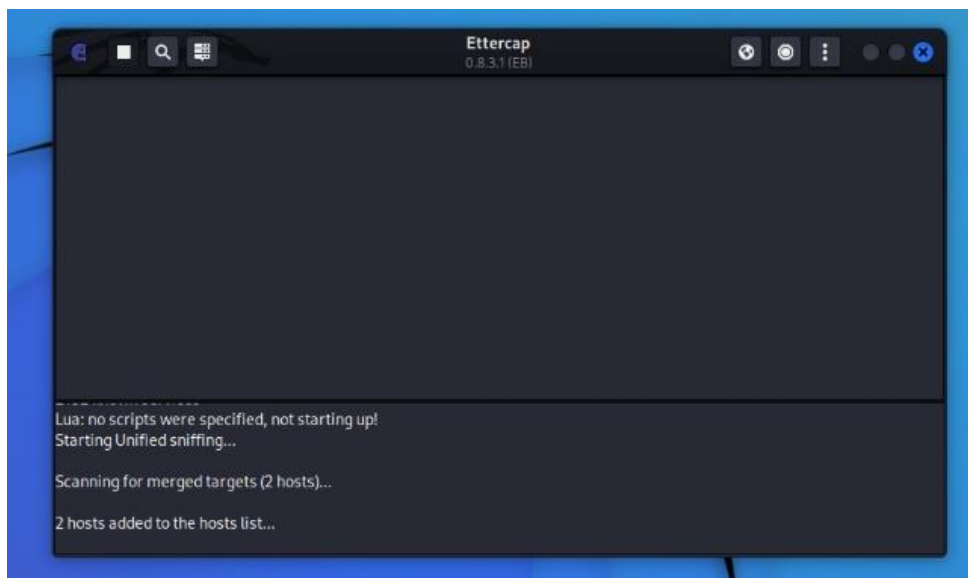 Ettercap
0.8.3.1 (EB)
Lua: no scripts were specified, not starting up!
Starting Unified sniffing...
Scanning for merged targets (2 hosts)...
2 hosts added to the hosts list...